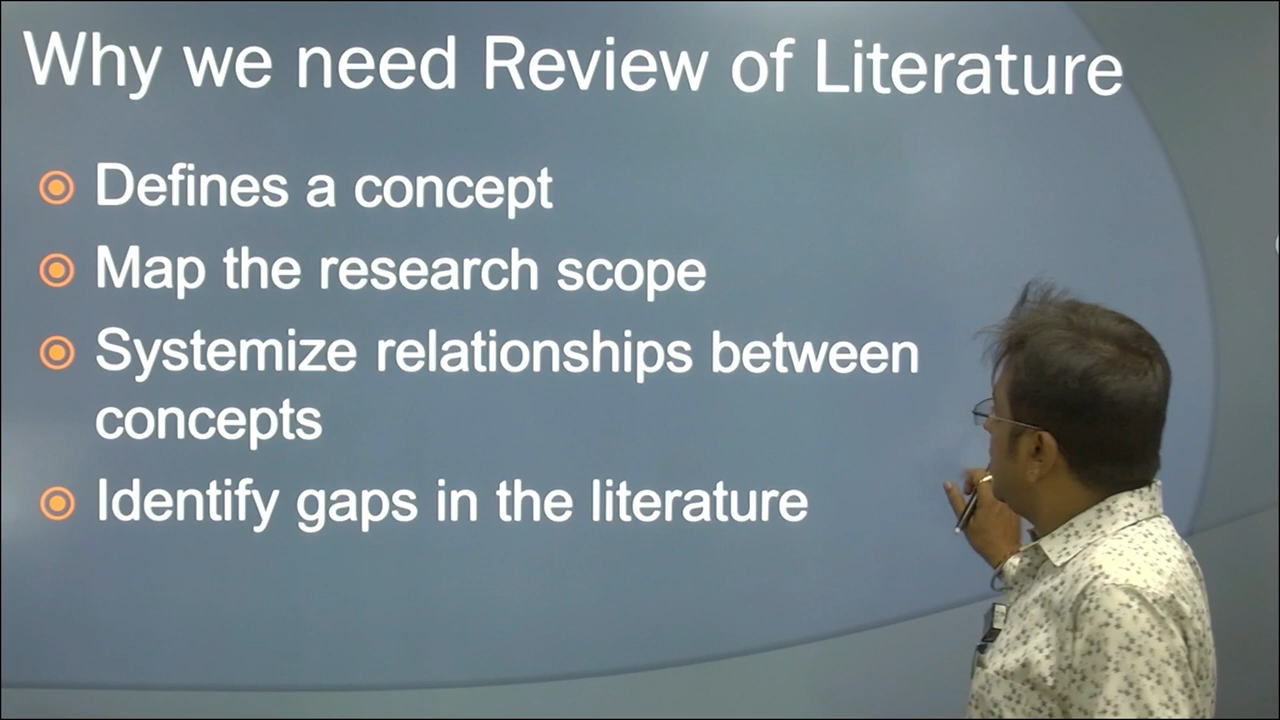 Why we need Review of Literature
Defines a concept
Map the research scope
Systemize relationships between
concepts
Identify gaps in the literature